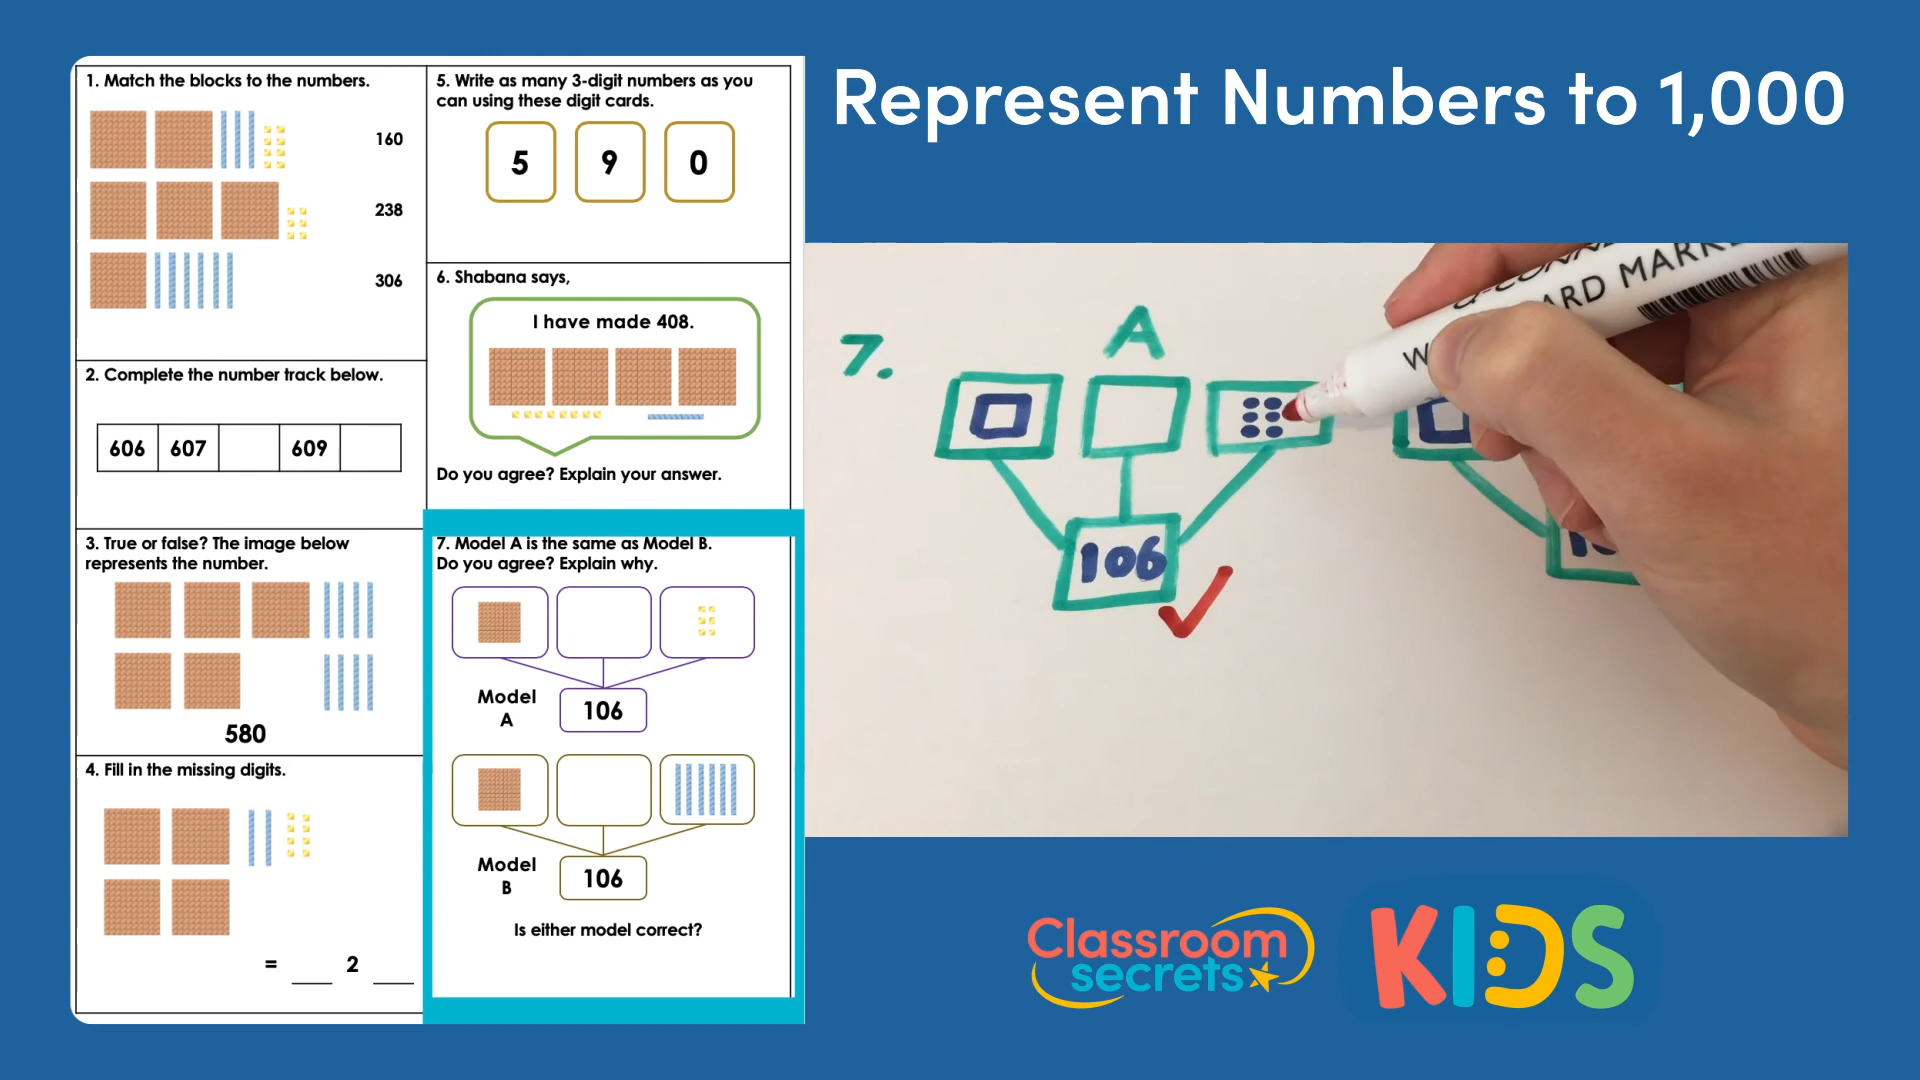 Represent Numbers to 1,000
1. Match the blocks to the numbers.
160
238
306
2. Complete the number track below.
606 607 609
3. True or false? The image below
represents the number.
580
4. Fill in the missing digits.
= ___ 2 ___
5. Write as many 3-digit numbers as you
can using these digit cards.
5 9 0
6. Shabana says,
I have made 408.
Do you agree? Explain your answer.
7. Model A is the same as Model B.
Do you agree? Explain why.
Model
A
106
Model
B
106
Is either model correct?
7.
A
106
ARD MARK
Classroom
secrets
KIDS